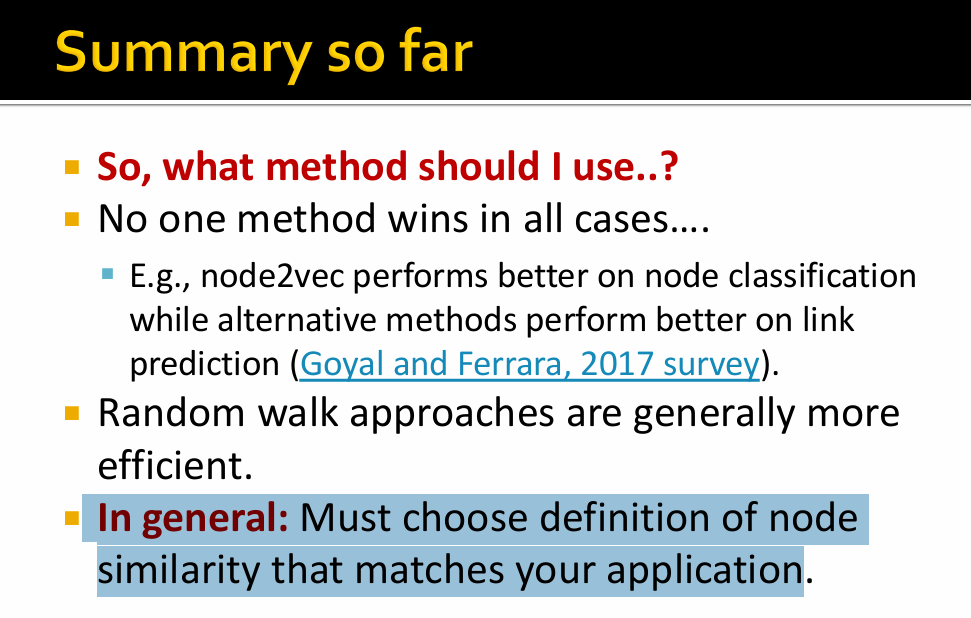 Summary so far
So, what method should I use..?
No one method wins in all cases….
E.g., node2vec performs better on node classification
while alternative methods perform better on link
prediction (Goyal and Ferrara, 2017 survey).
Random walk approaches are generally more
efficient.
In general: Must choose definition of node
similarity that matches your application.